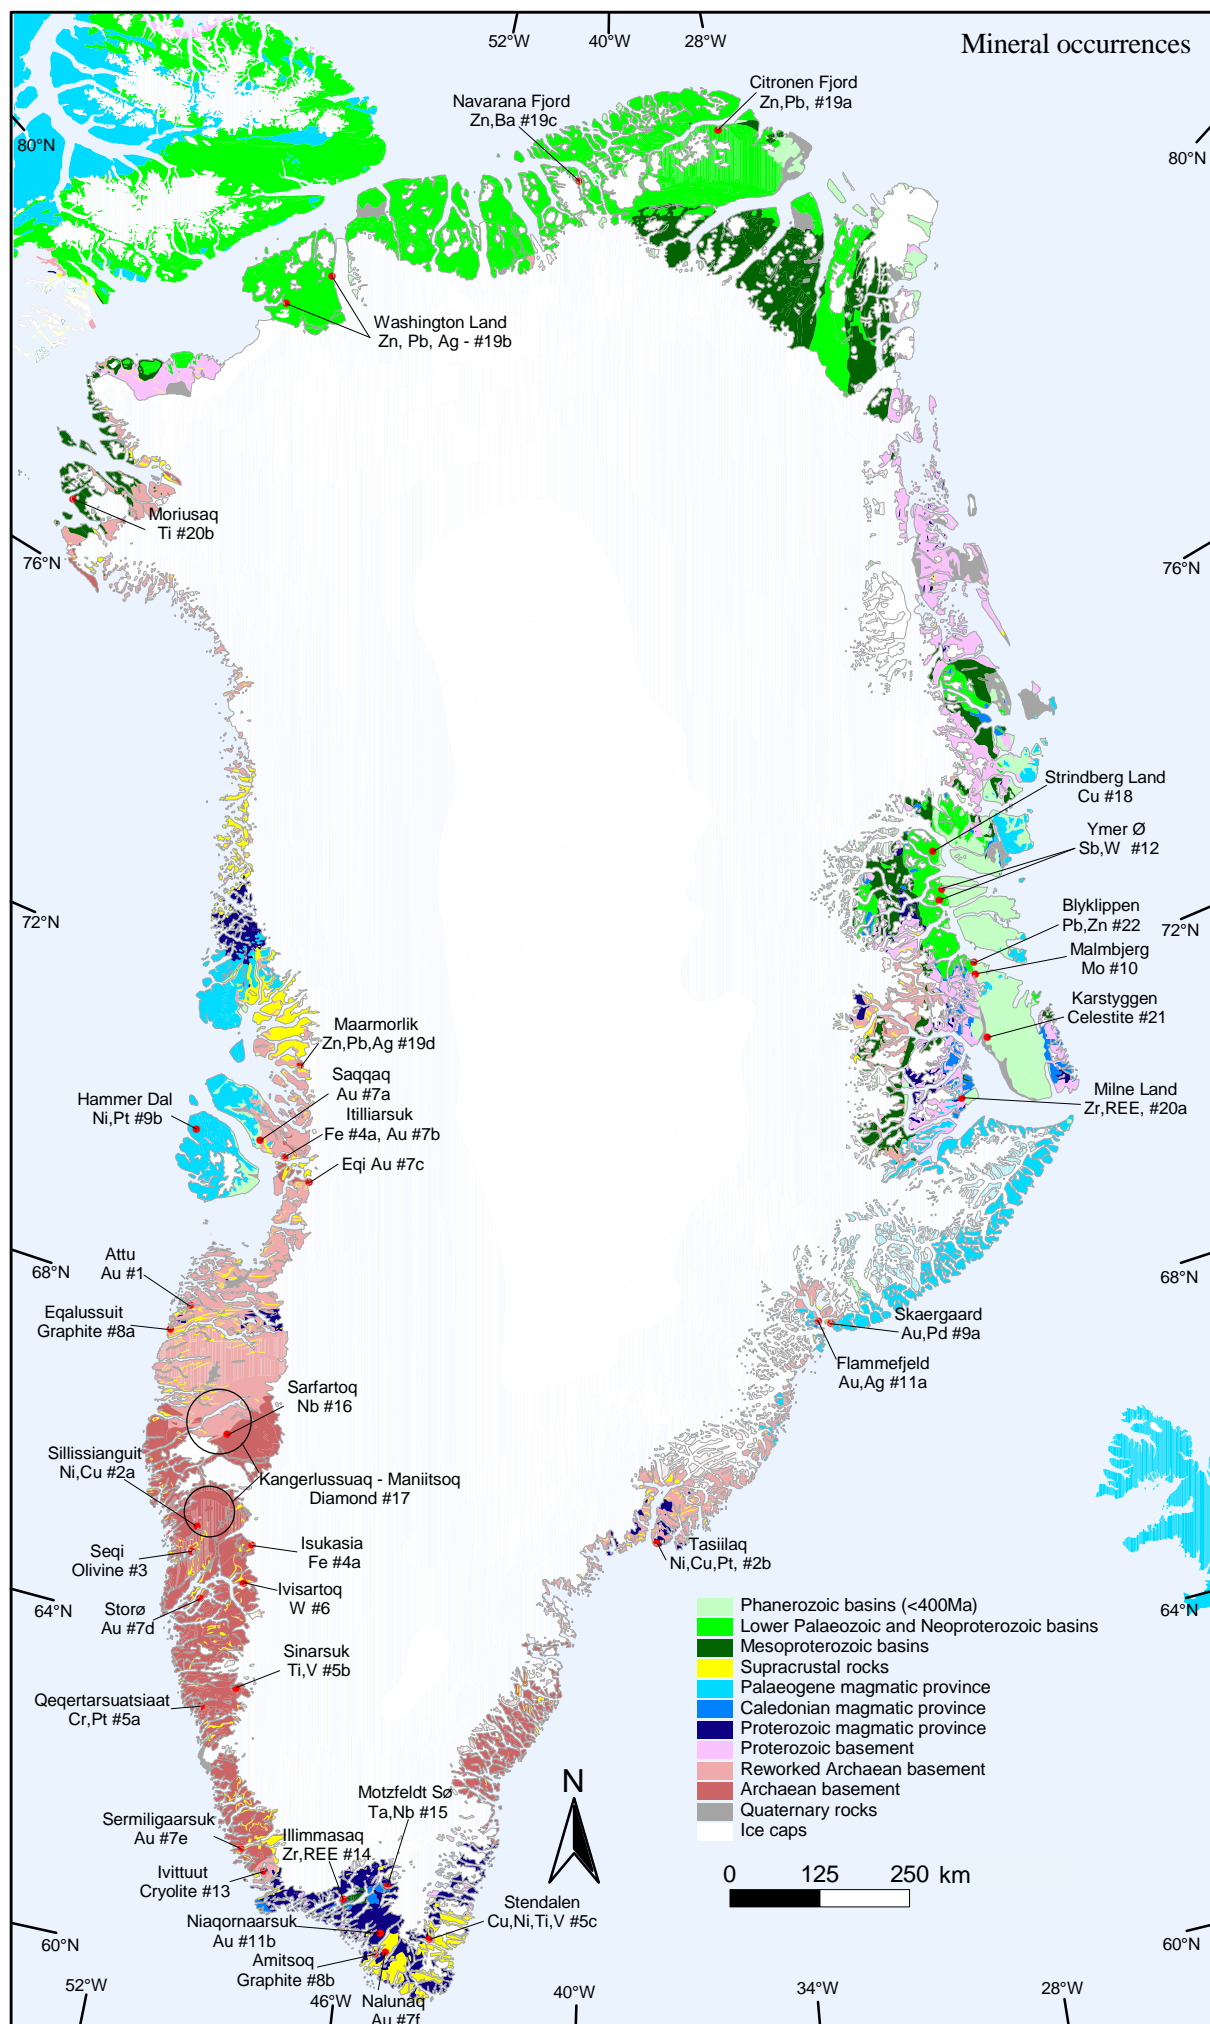 52°W
40°W
28°W
Mineral occurrences
Citronen Fjord
Zn,Pb, #19a
Navarana Fjord
Zn,Ba #19c
80°N
80°N
Washington Land
Zn, Pb, Ag - #19b
Moriusaq
Ti #20b
76°N
76°N
Strindberg Land
Cu #18
Ymer Ø
Sb,W #12
Blyklippen
Pb,Zn #22
72°N
72°N
Malmbjerg
Mo #10
Karstyggen
Celestite #21
Maarmorlik
Zn,Pb,Ag #19d
Saqqaq
Au #7a
Hammer Dal
Ni,Pt #9b
Itilliarsuk
Fe #4a, Au #7b
Milne Land
Zr,REE, #20a
Eqi Au #7c
Attu
Au #1
68°N
68°N
Eqalussuit
Graphite #8a
Skaergaard
Au,Pd #9a
Flammefjeld
Au,Ag #11a
Sarfartoq
Nb #16
Sillissianguit
Ni,Cu #2a
Kangerlussuaq - Maniitsoq
Diamond #17
Seqi
Olivine #3
Isukasia
Fe #4a
Tasiilaq
Ni,Cu,Pt, #2b
Ivisartoq
W #6
64°N
64°N
Storø
Au #7d
Sinarsuk
Ti,V #5b
Qeqertarsuatsiaat
Cr,Pt #5a
Phanerozoic basins (<400Ma)
Lower Palaeozoic and Neoproterozoic basins
Mesoproterozoic basins
Supracrustal rocks
Palaeogene magmatic province
Caledonian magmatic province
Proterozoic magmatic province
Proterozoic basement
Reworked Archaean basement
Archaean basement
Quaternary rocks
Ice caps
N
0 125 250 km
Motzfeldt Sø
Ta,Nb #15
Sermiligaarsuk
Au #7e
Illimmasaq
Zr,REE #14
Ivittuut
Cryolite #13
Stendalen
Cu,Ni,Ti,V #5c
Niaqornaarsuk
Au #11b
60°N
60°N
Amitsoq
Graphite #8b
Nalunaq
Au #7f
52°W
46°W
40°W
34°W
28°W